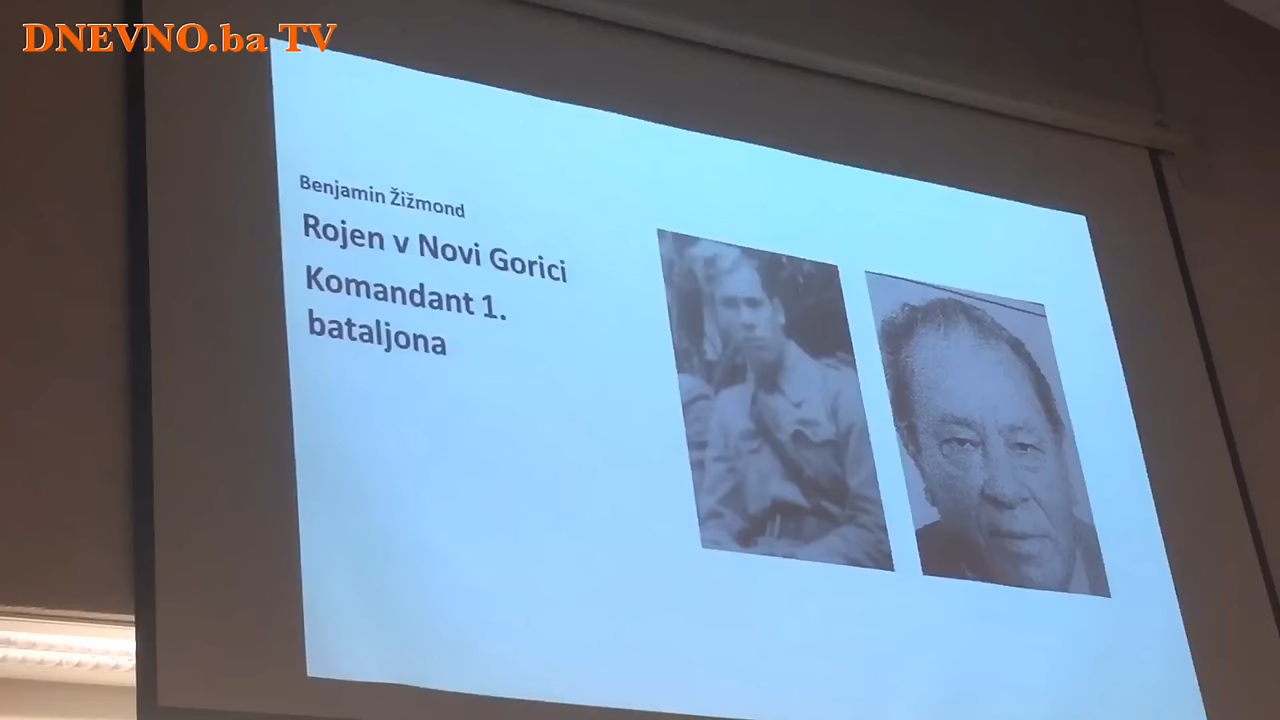 DNEVNO.ba TV
Benjamin Žižmond
Rojen v Novi Gorici
Komandant 1.
bataljona